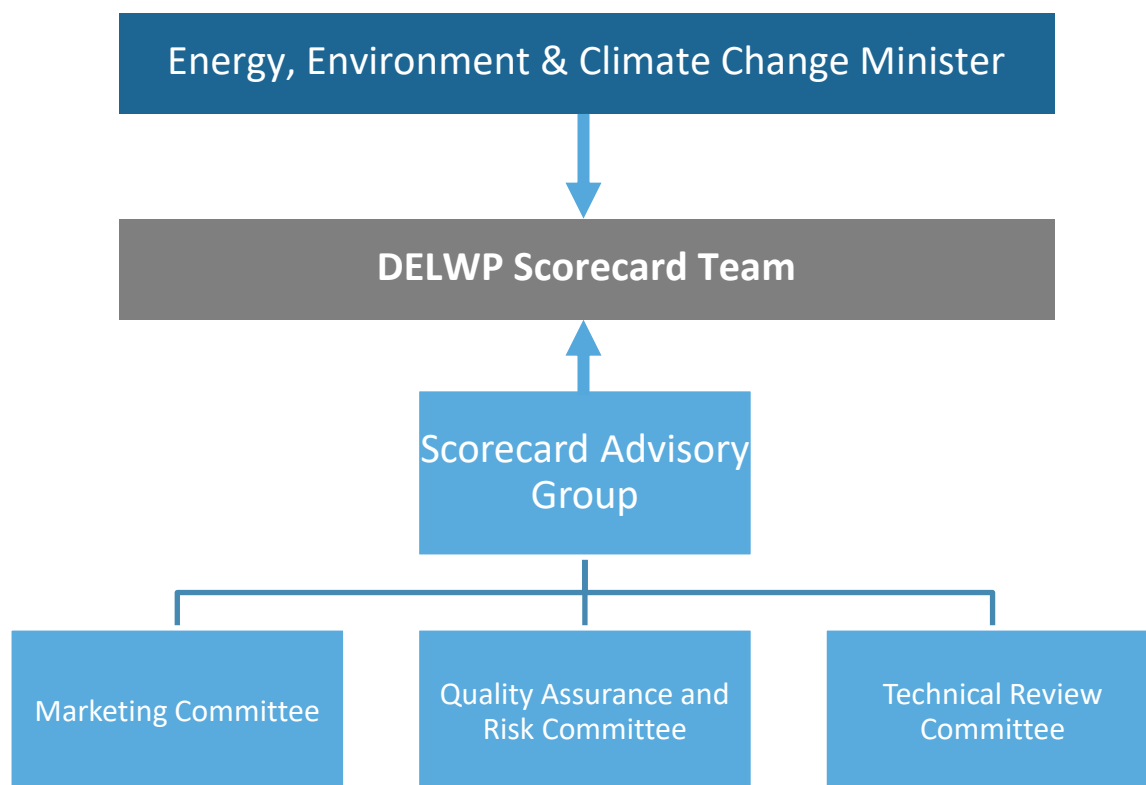 Energy, Environment & Climate Change Minister
DELWP Scorecard Team
Scorecard Advisory
Group
Marketing Committee
Quality Assurance and
Risk Committee
Technical Review
Committee